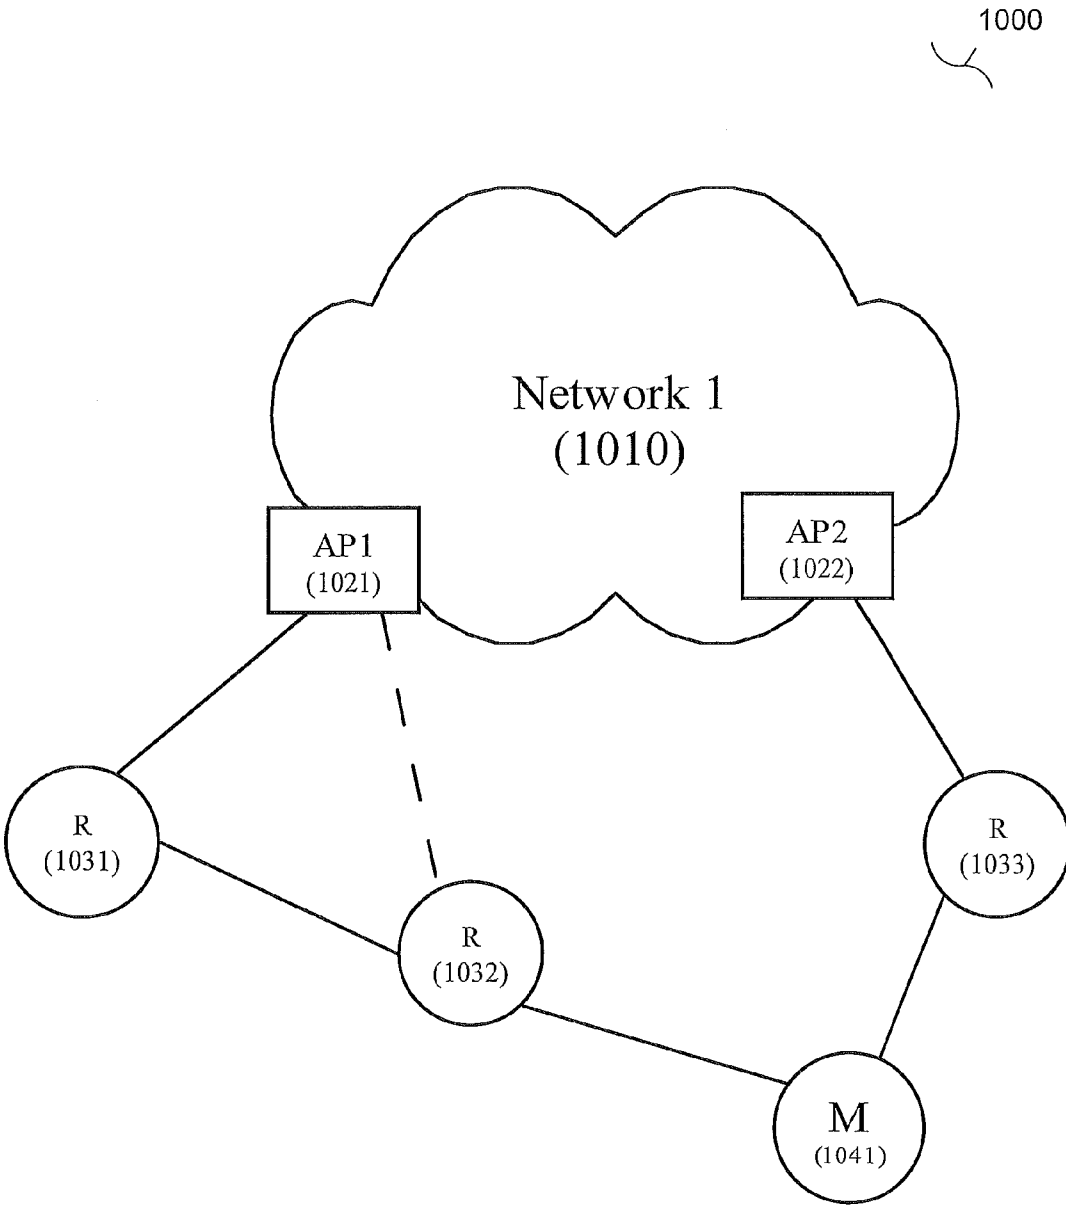 1000
Network 1
(1010)
AP1
(1021)
AP2
(1022)
R
(1031)
R
(1032)
R
(1033)
M
(1041)